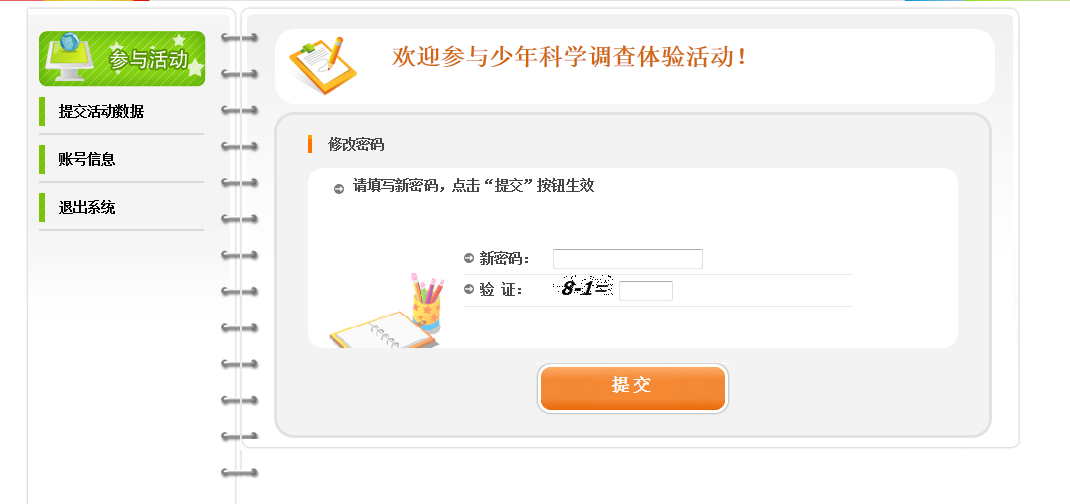 参与活动
提交活动数据
账号信息
退出系统
欢迎参与少年科学调查体验活动！
修改密码
请填写新密码，点击“提交”按钮生效
新密码：
验 证： 8-1=
提交